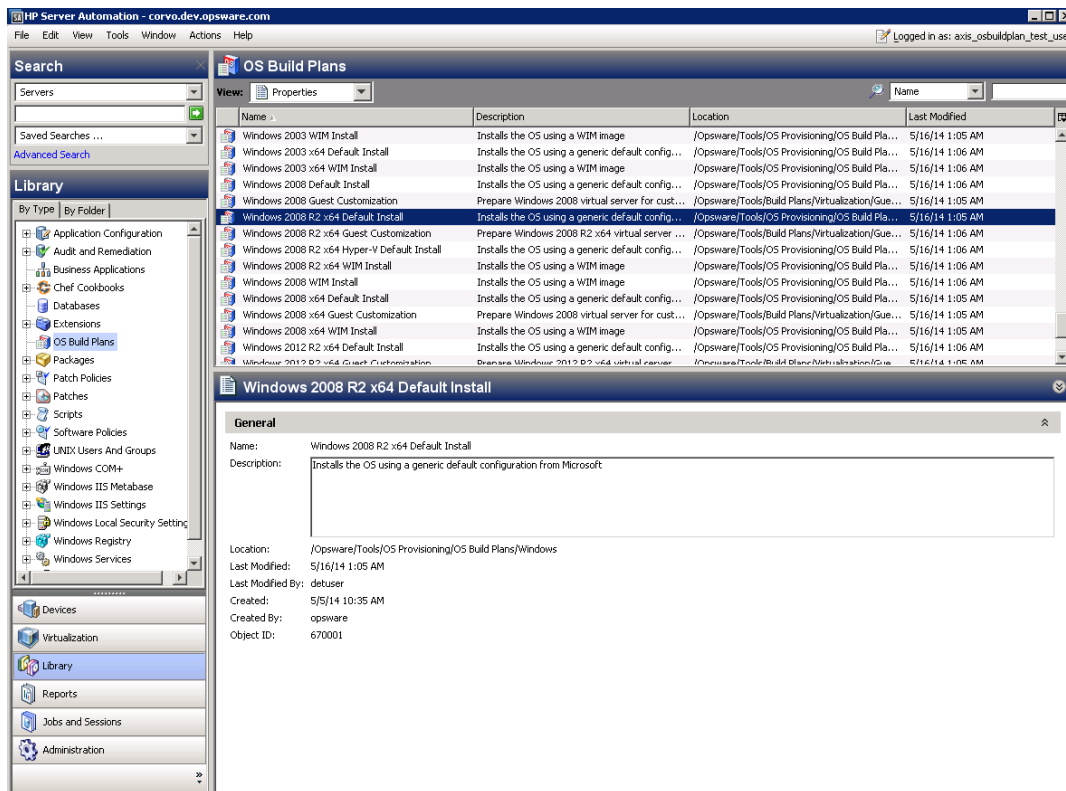 HP Server Automation - corvo.dev.opsware.com
File Edit View Tools Window Actions Help
Logged in as: axis_osbuildplan_test_use
Search
Servers
Saved Searches ...
Advanced Search
Library
By Type By Folder
Application Configuration
Audit and Remediation
Business Applications
Chef Cookbooks
Databases
Extensions
OS Build Plans
Packages
Patch Policies
Patches
Scripts
Software Policies
UNIX Users And Groups
Windows COM+
Windows IIS Metabase
Windows IIS Settings
Windows Local Security Setting
Windows Registry
Windows Services
Devices
Virtualization
Library
Reports
Jobs and Sessions
Administration
OS Build Plans
View: Properties Name
Name Description Location Last Modified
Windows 2003 WIM Install Installs the OS using a WIM image /Opsware/Tools/OS Provisioning/OS Build Pla... 5/16/14 1:05 AM
Windows 2003 x64 Default Install Installs the OS using a generic default config... /Opsware/Tools/OS Provisioning/OS Build Pla... 5/16/14 1:06 AM
Windows 2003 x64 WIM Install Installs the OS using a WIM image /Opsware/Tools/OS Provisioning/OS Build Pla... 5/16/14 1:06 AM
Windows 2008 Default Install Installs the OS using a generic default config... /Opsware/Tools/OS Provisioning/OS Build Pla... 5/16/14 1:06 AM
Windows 2008 Guest Customization Prepare Windows 2008 virtual server for cust... /Opsware/Tools/Build Plans/Virtualization/Gue... 5/16/14 1:05 AM
Windows 2008 R2 x64 Default Install Installs the OS using a generic default config... /Opsware/Tools/OS Provisioning/OS Build Pla... 5/16/14 1:05 AM
Windows 2008 R2 x64 Guest Customization Prepare Windows 2008 R2 x64 virtual server ... /Opsware/Tools/Build Plans/Virtualization/Gue... 5/16/14 1:06 AM
Windows 2008 R2 x64 Hyper-V Default Install Installs the OS using a generic default config... /Opsware/Tools/OS Provisioning/OS Build Pla... 5/16/14 1:06 AM
Windows 2008 R2 x64 WIM Install Installs the OS using a WIM image /Opsware/Tools/OS Provisioning/OS Build Pla... 5/16/14 1:06 AM
Windows 2008 WIM Install Installs the OS using a WIM image /Opsware/Tools/OS Provisioning/OS Build Pla... 5/16/14 1:06 AM
Windows 2008 x64 Default Install Installs the OS using a generic default config... /Opsware/Tools/OS Provisioning/OS Build Pla... 5/16/14 1:05 AM
Windows 2008 x64 Guest Customization Prepare Windows 2008 virtual server for cust... /Opsware/Tools/Build Plans/Virtualization/Gue... 5/16/14 1:05 AM
Windows 2008 x64 WIM Install Installs the OS using a WIM image /Opsware/Tools/OS Provisioning/OS Build Pla... 5/16/14 1:05 AM
Windows 2012 R2 x64 Default Install Installs the OS using a generic default config... /Opsware/Tools/OS Provisioning/OS Build Pla... 5/16/14 1:06 AM
Windows 2012 R2 x64 Guest Customization Prepare Windows 2012 R2 x64 virtual server /Opsware/Tools/Build Plans/Virtualization/Gue 5/16/14 1:05 AM
Windows 2008 R2 x64 Default Install
General
Name: Windows 2008 R2 x64 Default Install
Description: Installs the OS using a generic default configuration from Microsoft
Location: /Opsware/Tools/OS Provisioning/OS Build Plans/Windows
Last Modified: 5/16/14 1:05 AM
Last Modified By: detuser
Created: 5/5/14 10:35 AM
Created By: opsware
Object ID: 670001